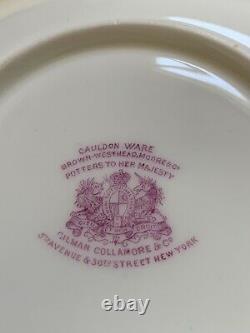 CAULDON WARE
BROWN-WESTHEAD, MOORE & CO
POTTERS TO HER MAJESTY
GILMAN COLLAMORE & CO
5TH AVENUE & 30TH STREET NEW YORK
ebay